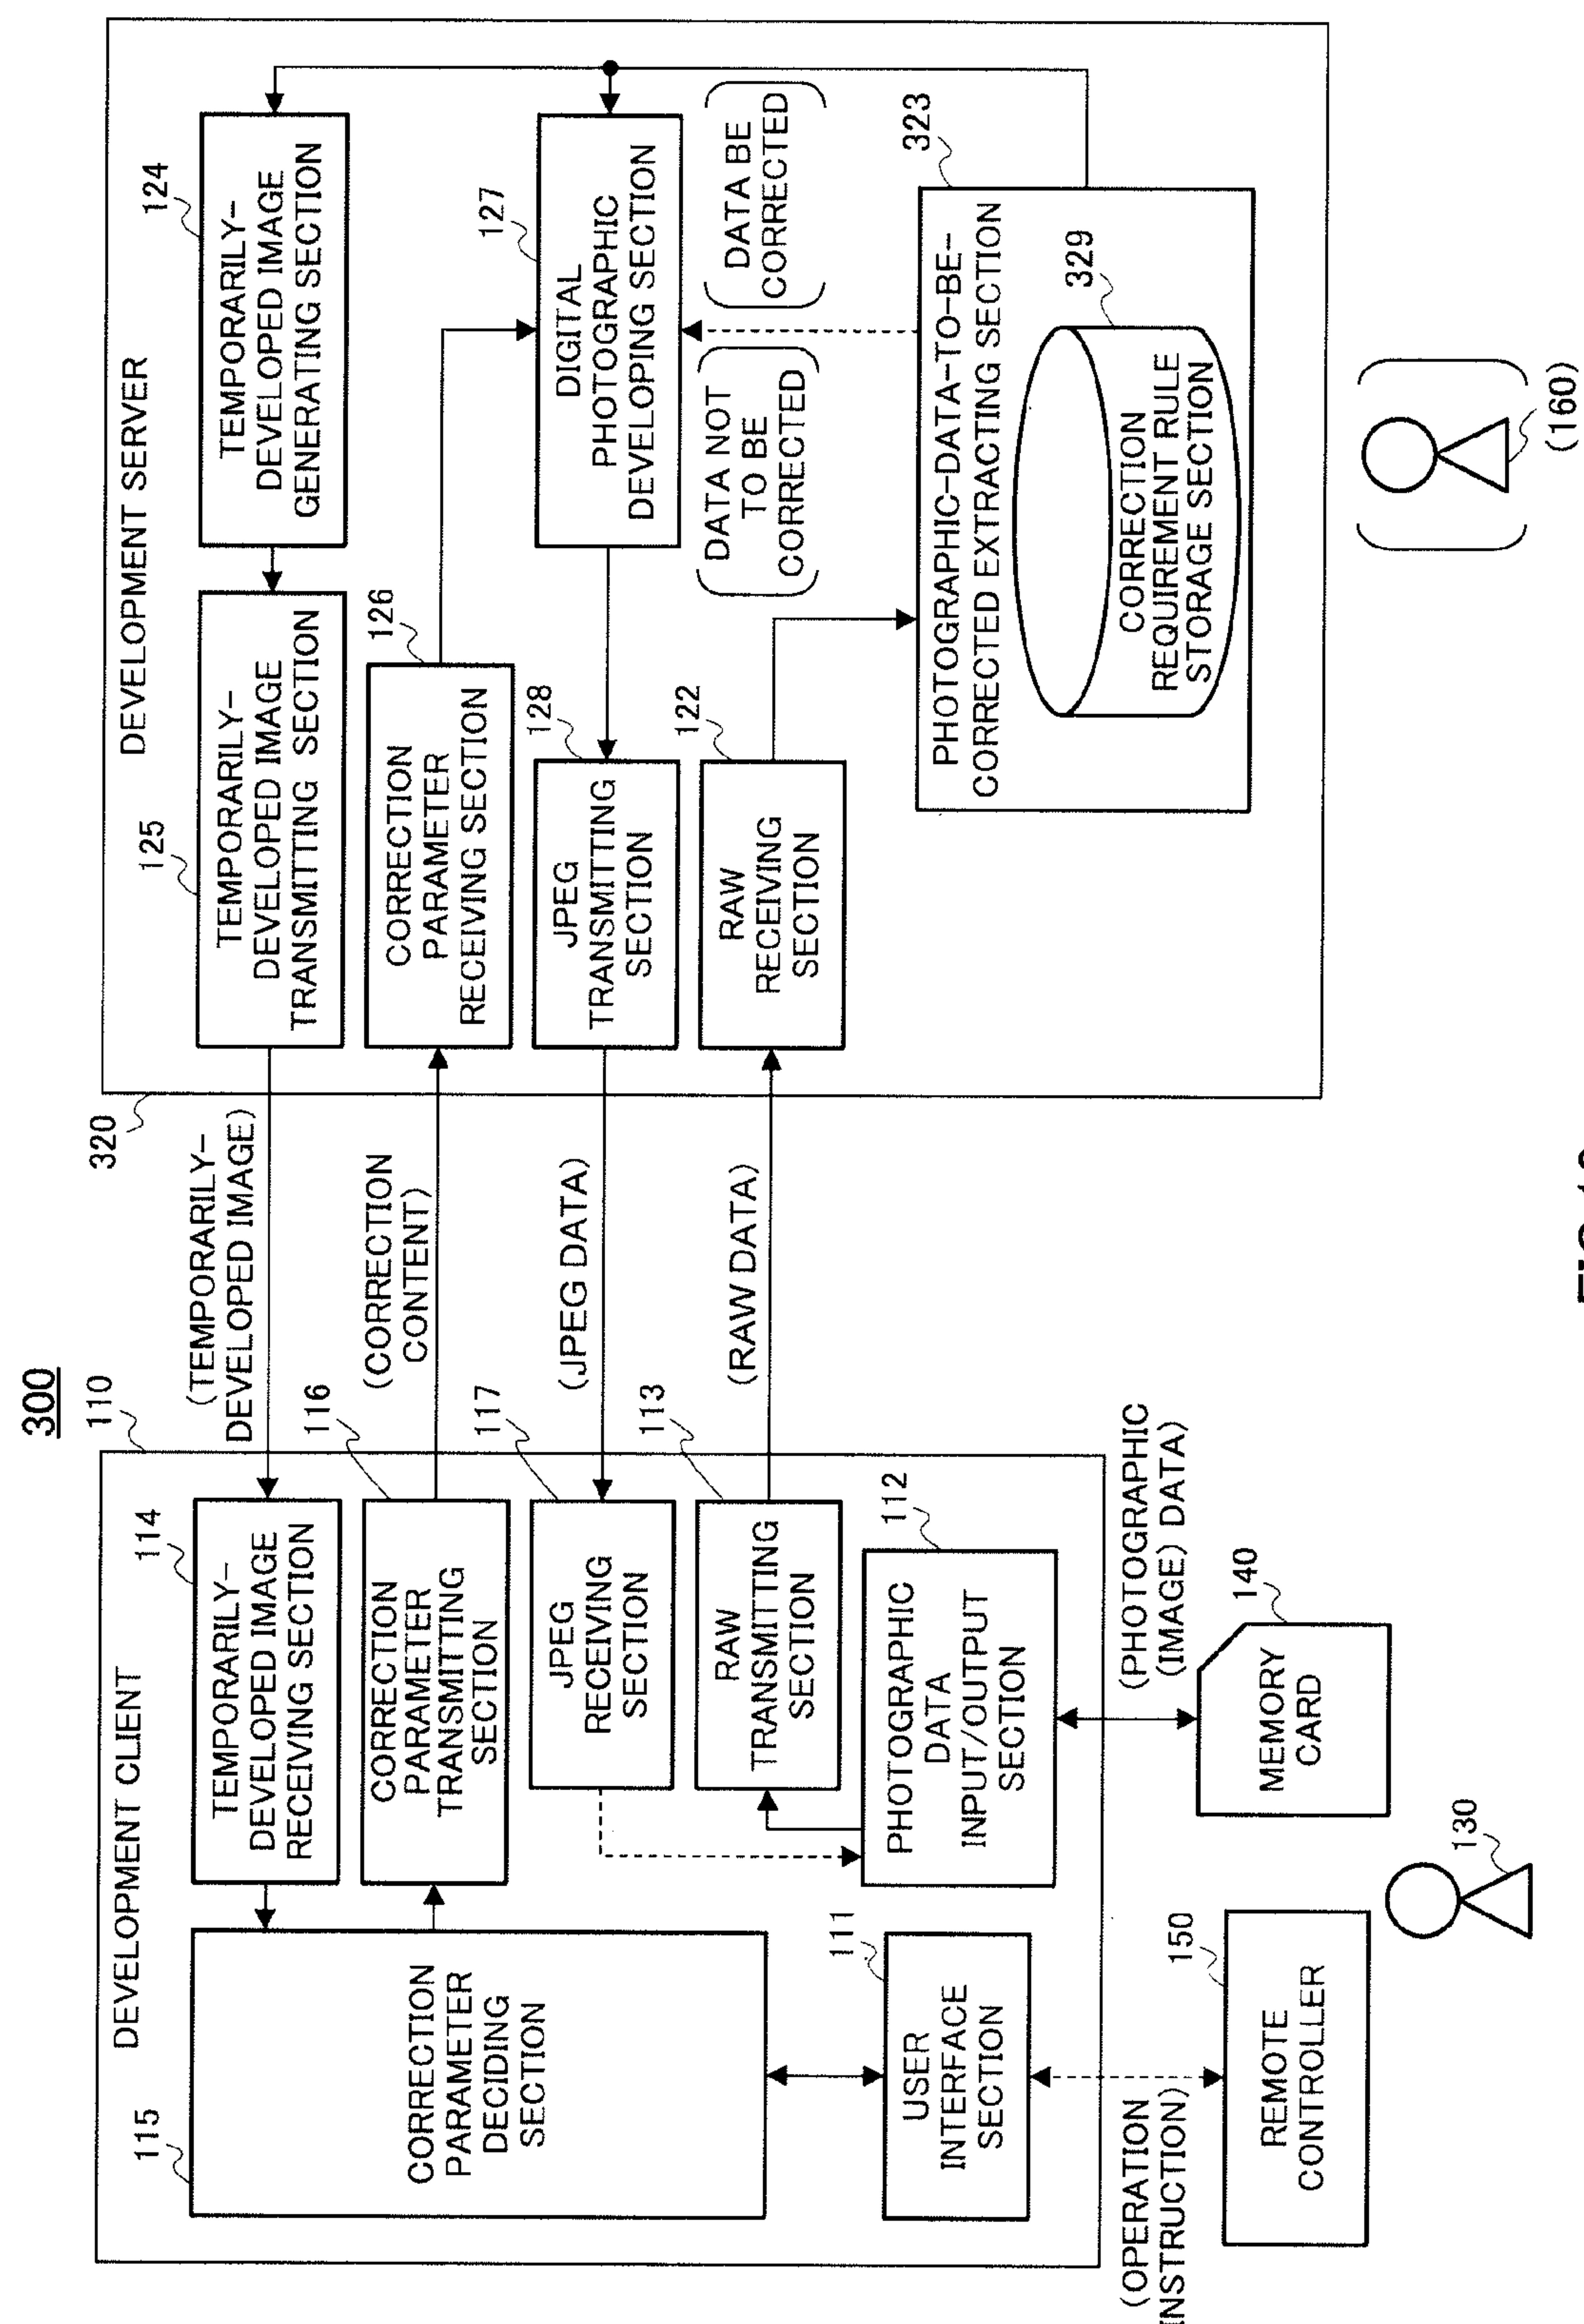 300
110
DEVELOPMENT CLIENT
115
CORRECTION
PARAMETER
DECIDING
SECTION
114
TEMPORARILY-
DEVELOPED IMAGE
RECEIVING SECTION
116
CORRECTION
PARAMETER
TRANSMITTING
SECTION
117
JPEG
RECEIVING
SECTION
113
RAW
TRANSMITTING
SECTION
112
PHOTOGRAPHIC
DATA
INPUT/OUTPUT
SECTION
111
USER
INTERFACE
SECTION
(OPERATION
INSTRUCTION)
150
REMOTE
CONTROLLER
130
(PHOTOGRAPHIC
(IMAGE) DATA)
140
MEMORY
CARD
(TEMPORARILY-
DEVELOPED IMAGE)
(CORRECTION
CONTENT)
(JPEG DATA)
(RAW DATA)
320
DEVELOPMENT SERVER
125
TEMPORARILY-
DEVELOPED IMAGE
TRANSMITTING SECTION
124
TEMPORARILY-
DEVELOPED IMAGE
GENERATING SECTION
126
CORRECTION
PARAMETER
RECEIVING SECTION
127
DIGITAL
PHOTOGRAPHIC
DEVELOPING SECTION
128
JPEG
TRANSMITTING
SECTION
122
RAW
RECEIVING
SECTION
DATA NOT
TO BE
CORRECTED
DATA BE
CORRECTED
323
PHOTOGRAPHIC-DATA-TO-BE-
CORRECTED EXTRACTING SECTION
329
CORRECTION
REQUIREMENT RULE
STORAGE SECTION
(160)